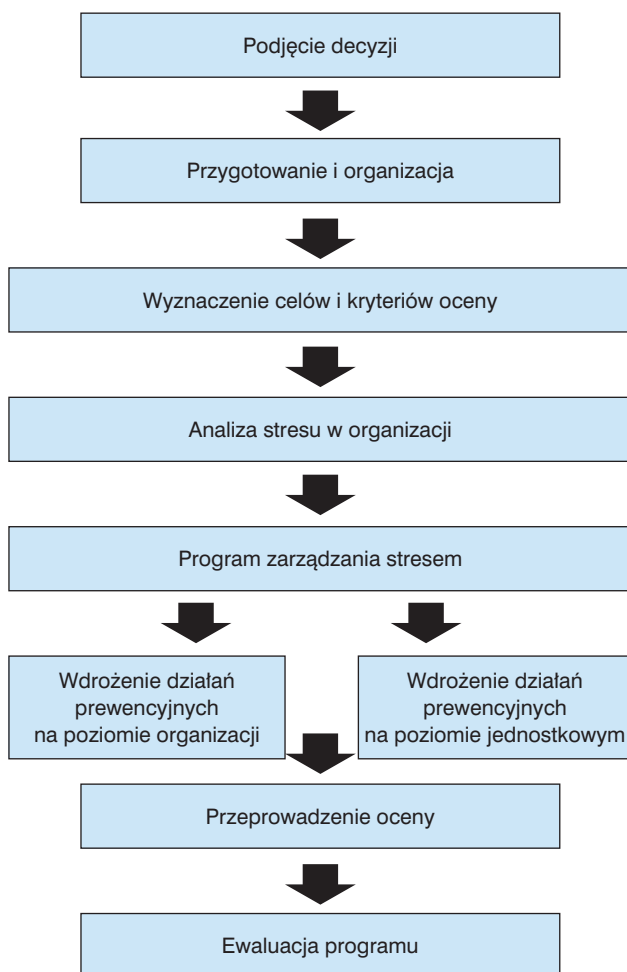 Podjęcie decyzji
Przygotowanie i organizacja
Wyznaczenie celów i kryteriów oceny
Analiza stresu w organizacji
Program zarządzania stresem
Wdrożenie działań
prewencyjnych
na poziomie organizacji
Wdrożenie działań
prewencyjnych
na poziomie jednostkowym
Przeprowadzenie oceny
Ewaluacja programu